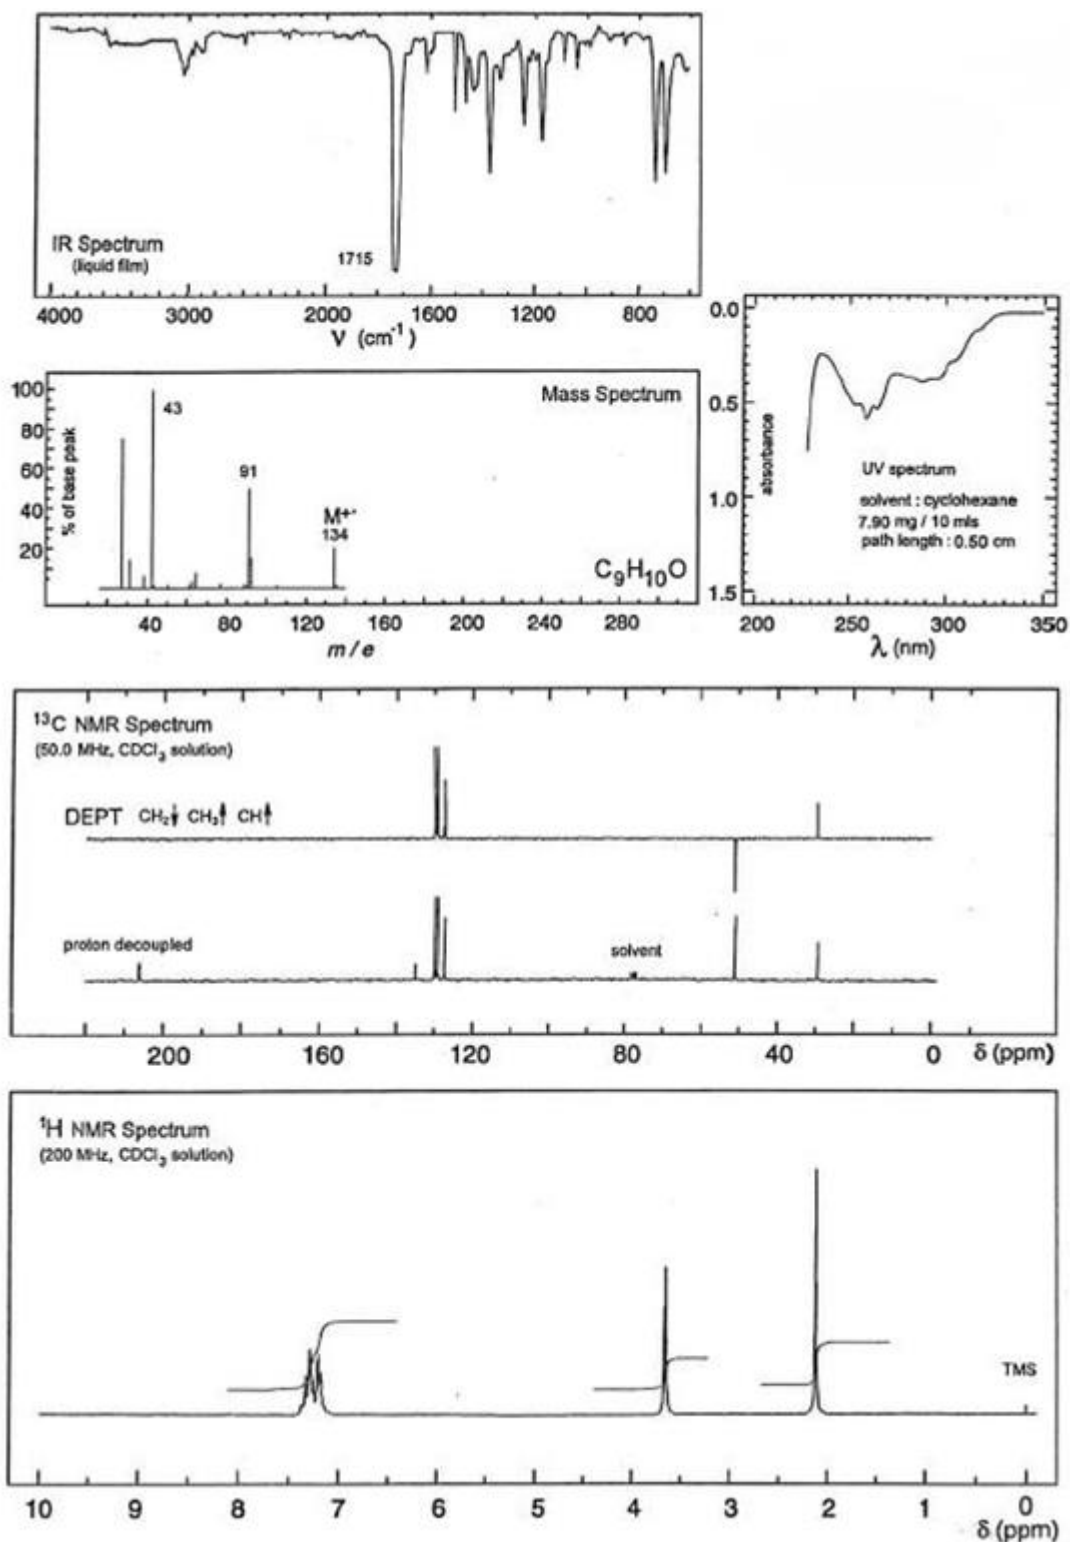 IR Spectrum
(liquid film)
1715
4000 3000 2000 1600 1200 800
ν (cm-1)
100
80
60
40
20
% of base peak
43
91
M+·
134
Mass Spectrum
C9H10O
40 80 120 160 200 240 280
m / e
0.0
0.5
1.0
1.5
absorbance
UV spectrum
solvent : cyclohexane
7.90 mg / 10 mls
path length : 0.50 cm
200 250 300 350
λ (nm)
13C NMR Spectrum
(50.0 MHz, CDCl3 solution)
DEPT CH2↓ CH3↑ CH↑
proton decoupled
solvent
200 160 120 80 40 0 δ (ppm)
1H NMR Spectrum
(200 MHz, CDCl3 solution)
TMS
10 9 8 7 6 5 4 3 2 1 0
δ (ppm)